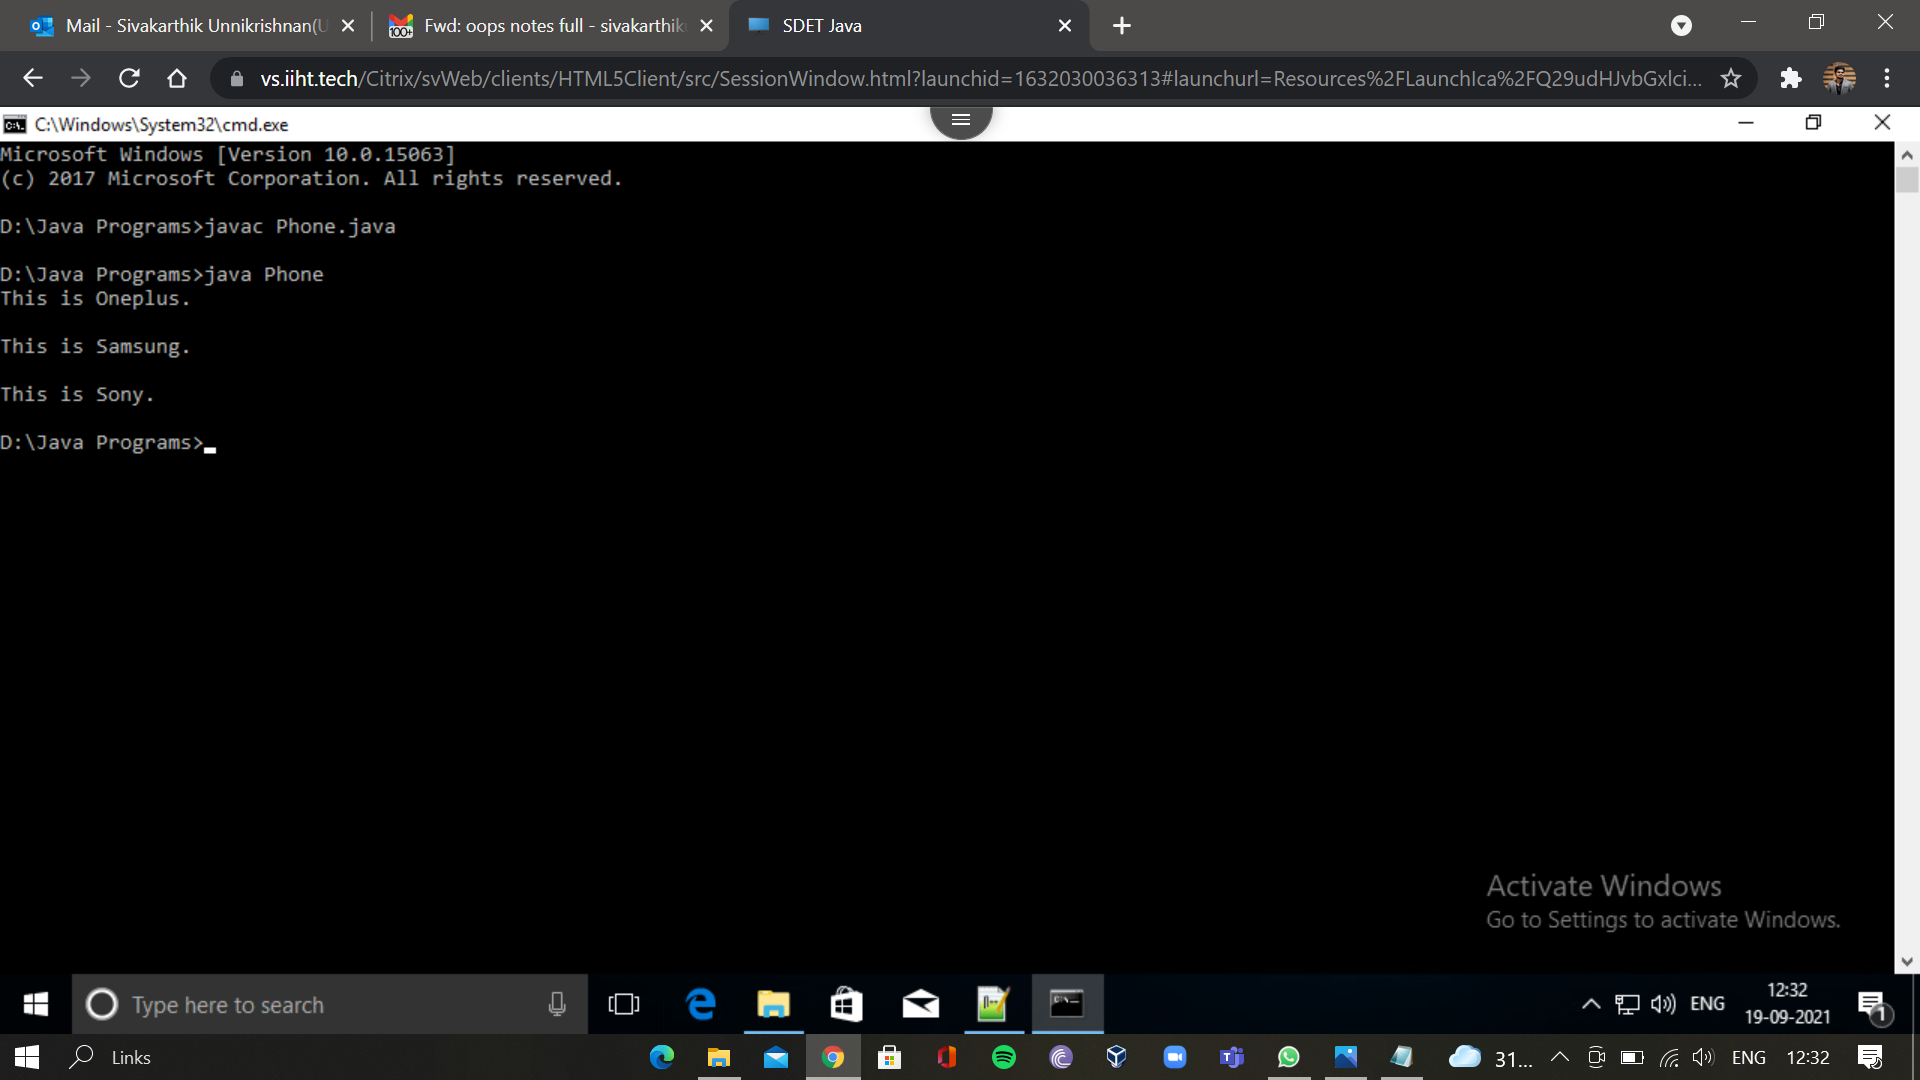 Mail - Sivakarthik Unnikrishnan(U
Fwd: oops notes full - sivakarthik
SDET Java
vs.iiht.tech/Citrix/svWeb/clients/HTML5Client/src/SessionWindow.html?launchid=1632030036313#launchurl=Resources%2FLaunchIca%2FQ29udHJvbGxlci...
C:\Windows\System32\cmd.exe
Microsoft Windows [Version 10.0.15063]
(c) 2017 Microsoft Corporation. All rights reserved.
D:\Java Programs>javac Phone.java
D:\Java Programs>java Phone
This is Oneplus.
This is Samsung.
This is Sony.
D:\Java Programs>
Activate Windows
Go to Settings to activate Windows.
Type here to search
ENG
12:32
19-09-2021
1
Links
31...
ENG
12:32